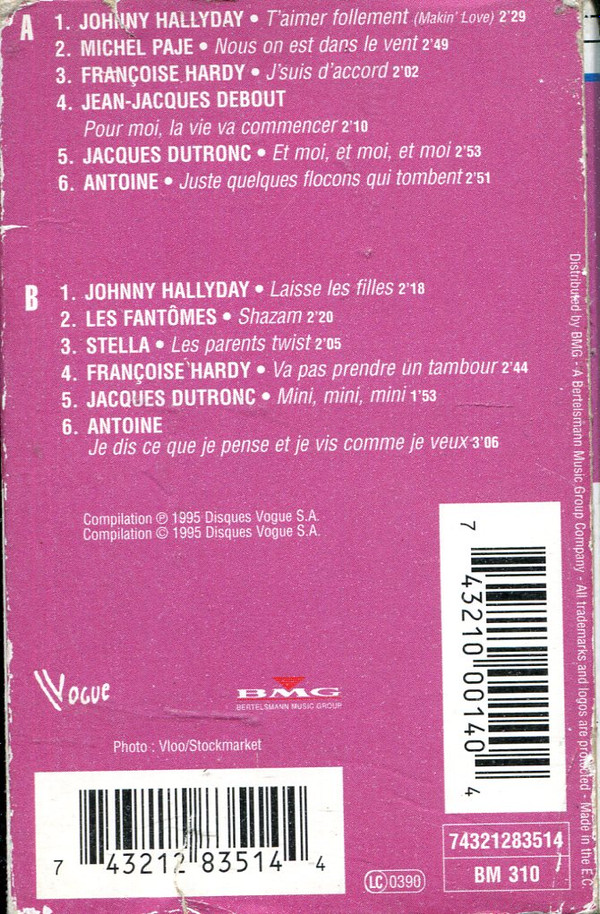 A
1. JOHNNY HALLYDAY • T'aimer follement (Makin' Love) 2'29
2. MICHEL PAJE • Nous on est dans le vent 2'49
3. FRANÇOISE HARDY • J'suis d'accord 2'02
4. JEAN-JACQUES DEBOUT
Pour moi, la vie va commencer 2'10
5. JACQUES DUTRONC • Et moi, et moi, et moi 2'53
6. ANTOINE • Juste quelques flocons qui tombent 2'51
B
1. JOHNNY HALLYDAY • Laisse les filles 2'18
2. LES FANTÔMES • Shazam 2'20
3. STELLA • Les parents twist 2'05
4. FRANÇOISE HARDY • Va pas prendre un tambour 2'44
5. JACQUES DUTRONC • Mini, mini, mini 1'53
6. ANTOINE
Je dis ce que je pense et je vis comme je veux 3'06
Compilation ℗ 1995 Disques Vogue S.A.
Compilation © 1995 Disques Vogue S.A.
VOGUE
BMG
BERTELSMANN MUSIC GROUP
Photo : Vloo/Stockmarket
7 43212 83514 4
LC 0390
7 43210 00140 4
74321283514
BM 310
Distributed by BMG - A Bertelsmann Music Group Company - All trademarks and logos are protected - Made in the E.C.